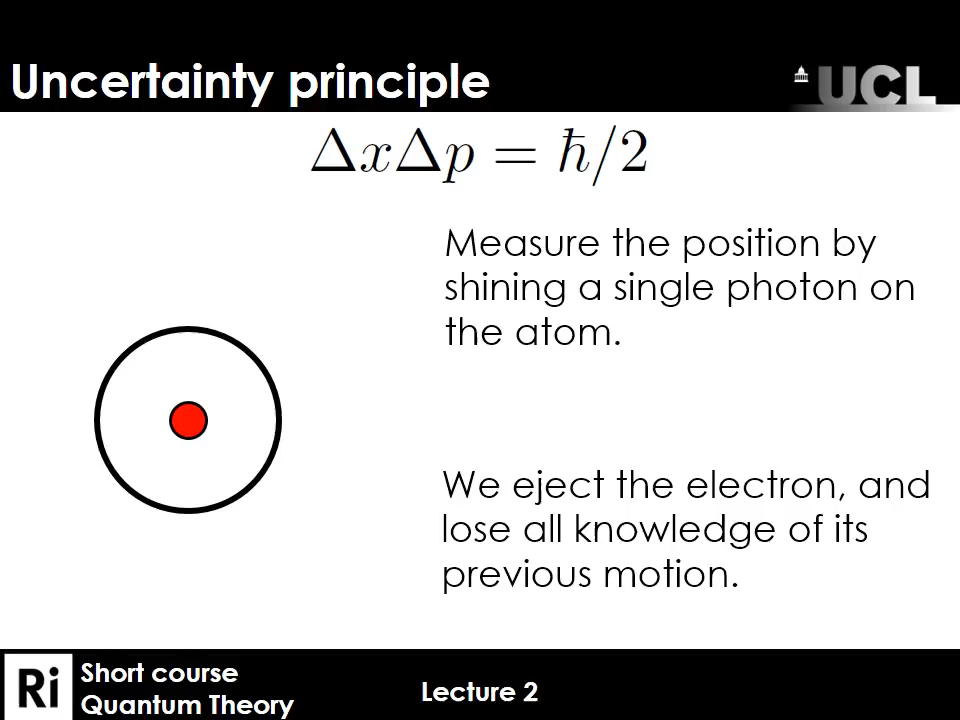 Uncertainty principle
UCL
ΔxΔp = ħ/2
Measure the position by
shining a single photon on
the atom.
We eject the electron, and
lose all knowledge of its
previous motion.
Ri
Short course
Quantum Theory
Lecture 2